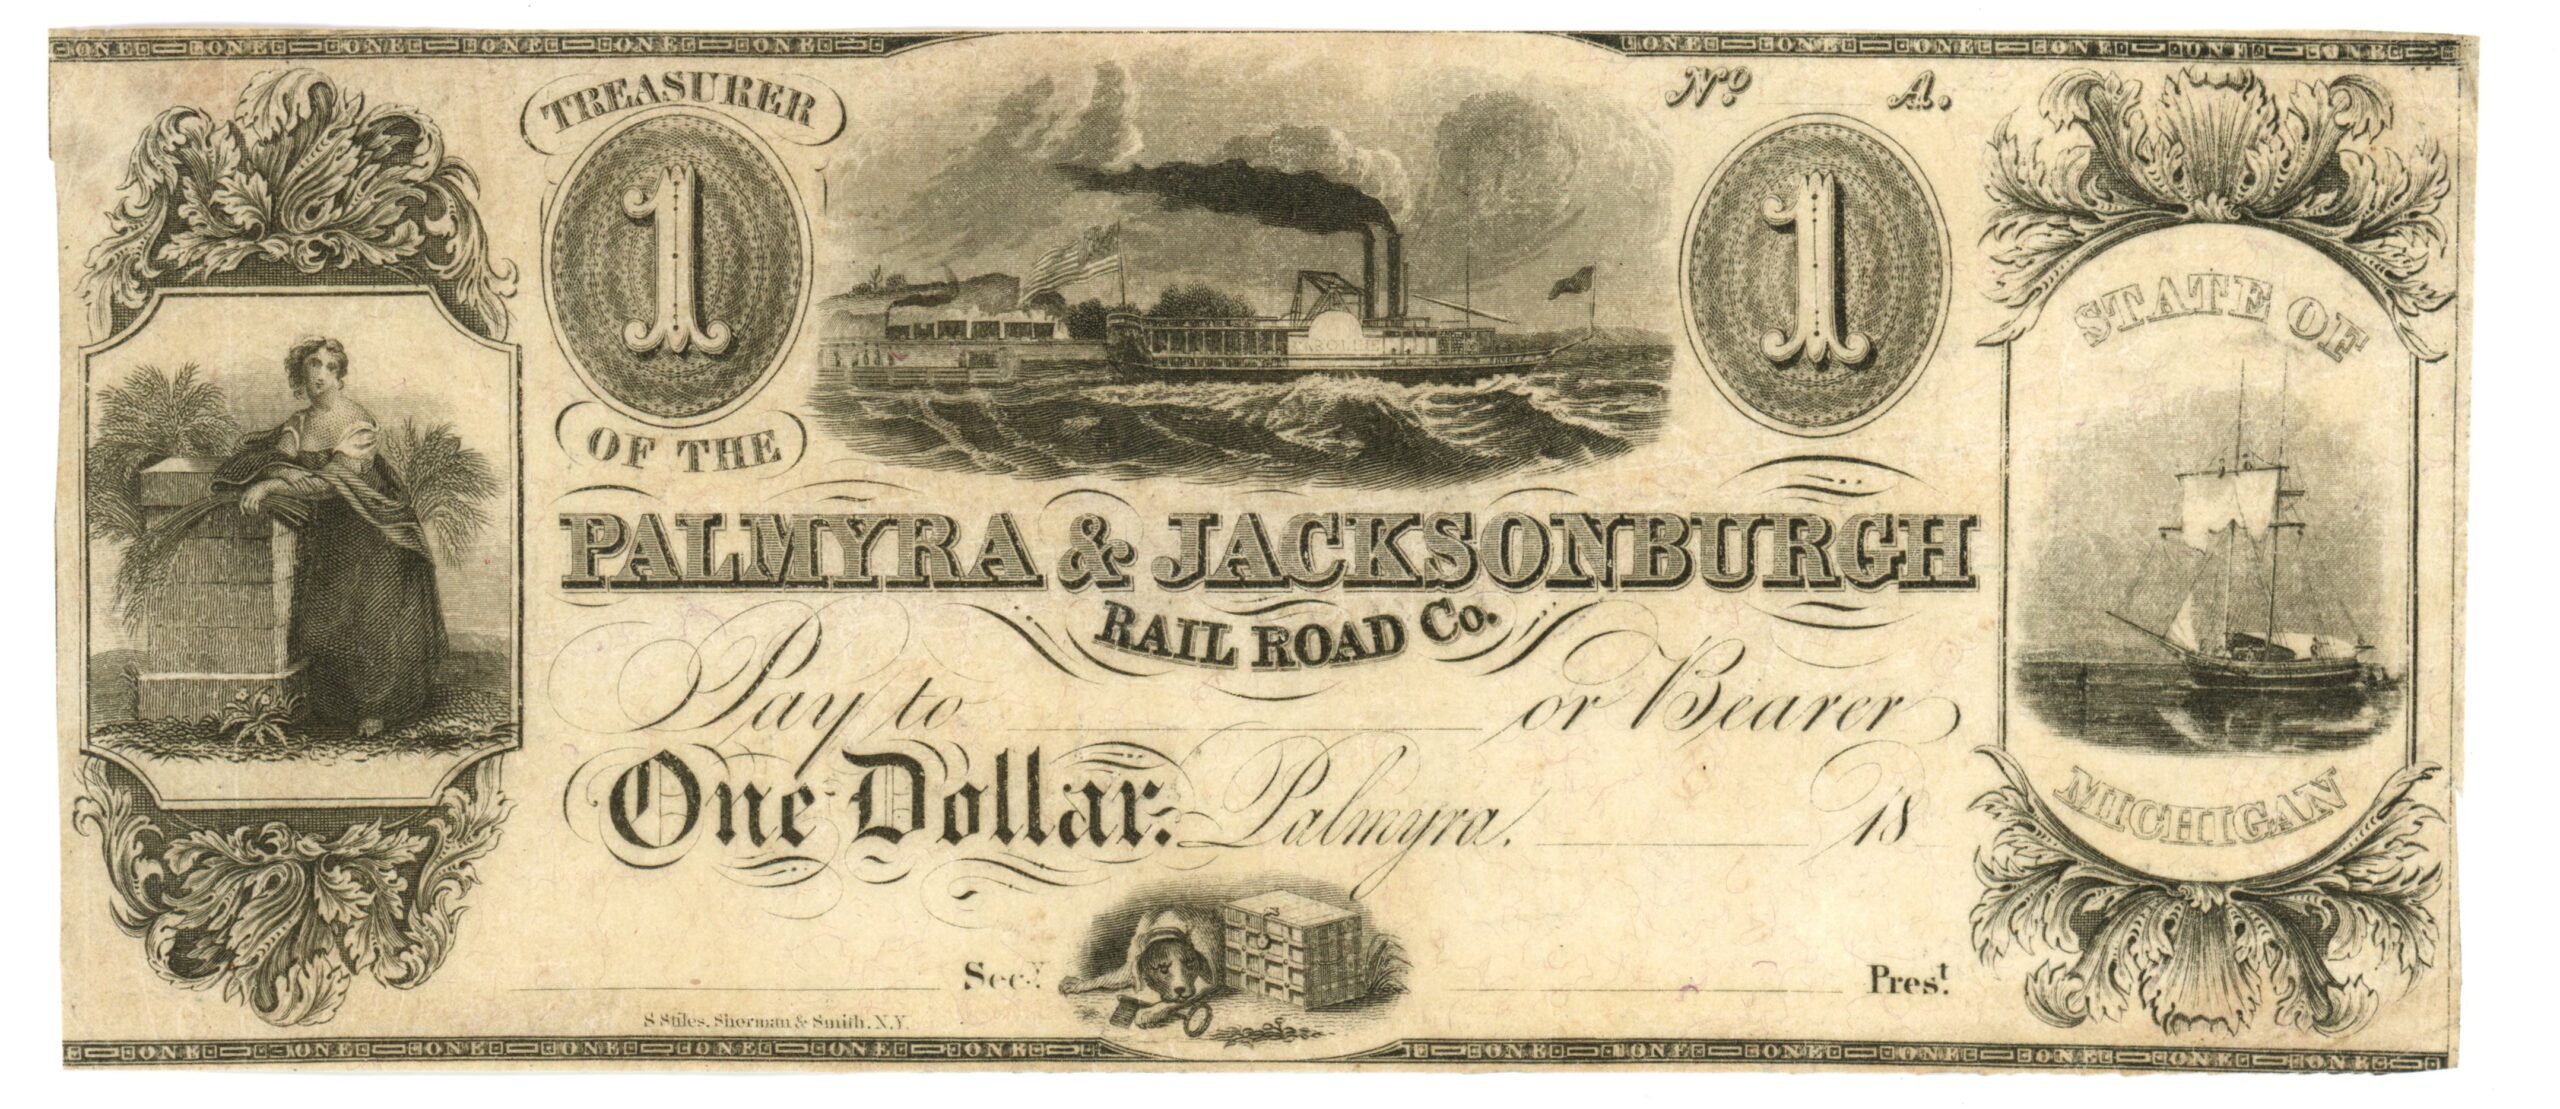 ONE ONE ONE ONE ONE ONE ONE ONE ONE ONE ONE ONE
TREASURER
Nº A.
1
1
STATE OF
OF THE
PALMYRA & JACKSONBURGH
RAIL ROAD Co.
Pay to or Bearer
One Dollar. Palmyra, 18
MICHIGAN
Secy.
Prest.
S Stiles, Sherman & Smith, N.Y.
ONE ONE ONE ONE ONE ONE ONE ONE ONE ONE ONE ONE ONE ONE